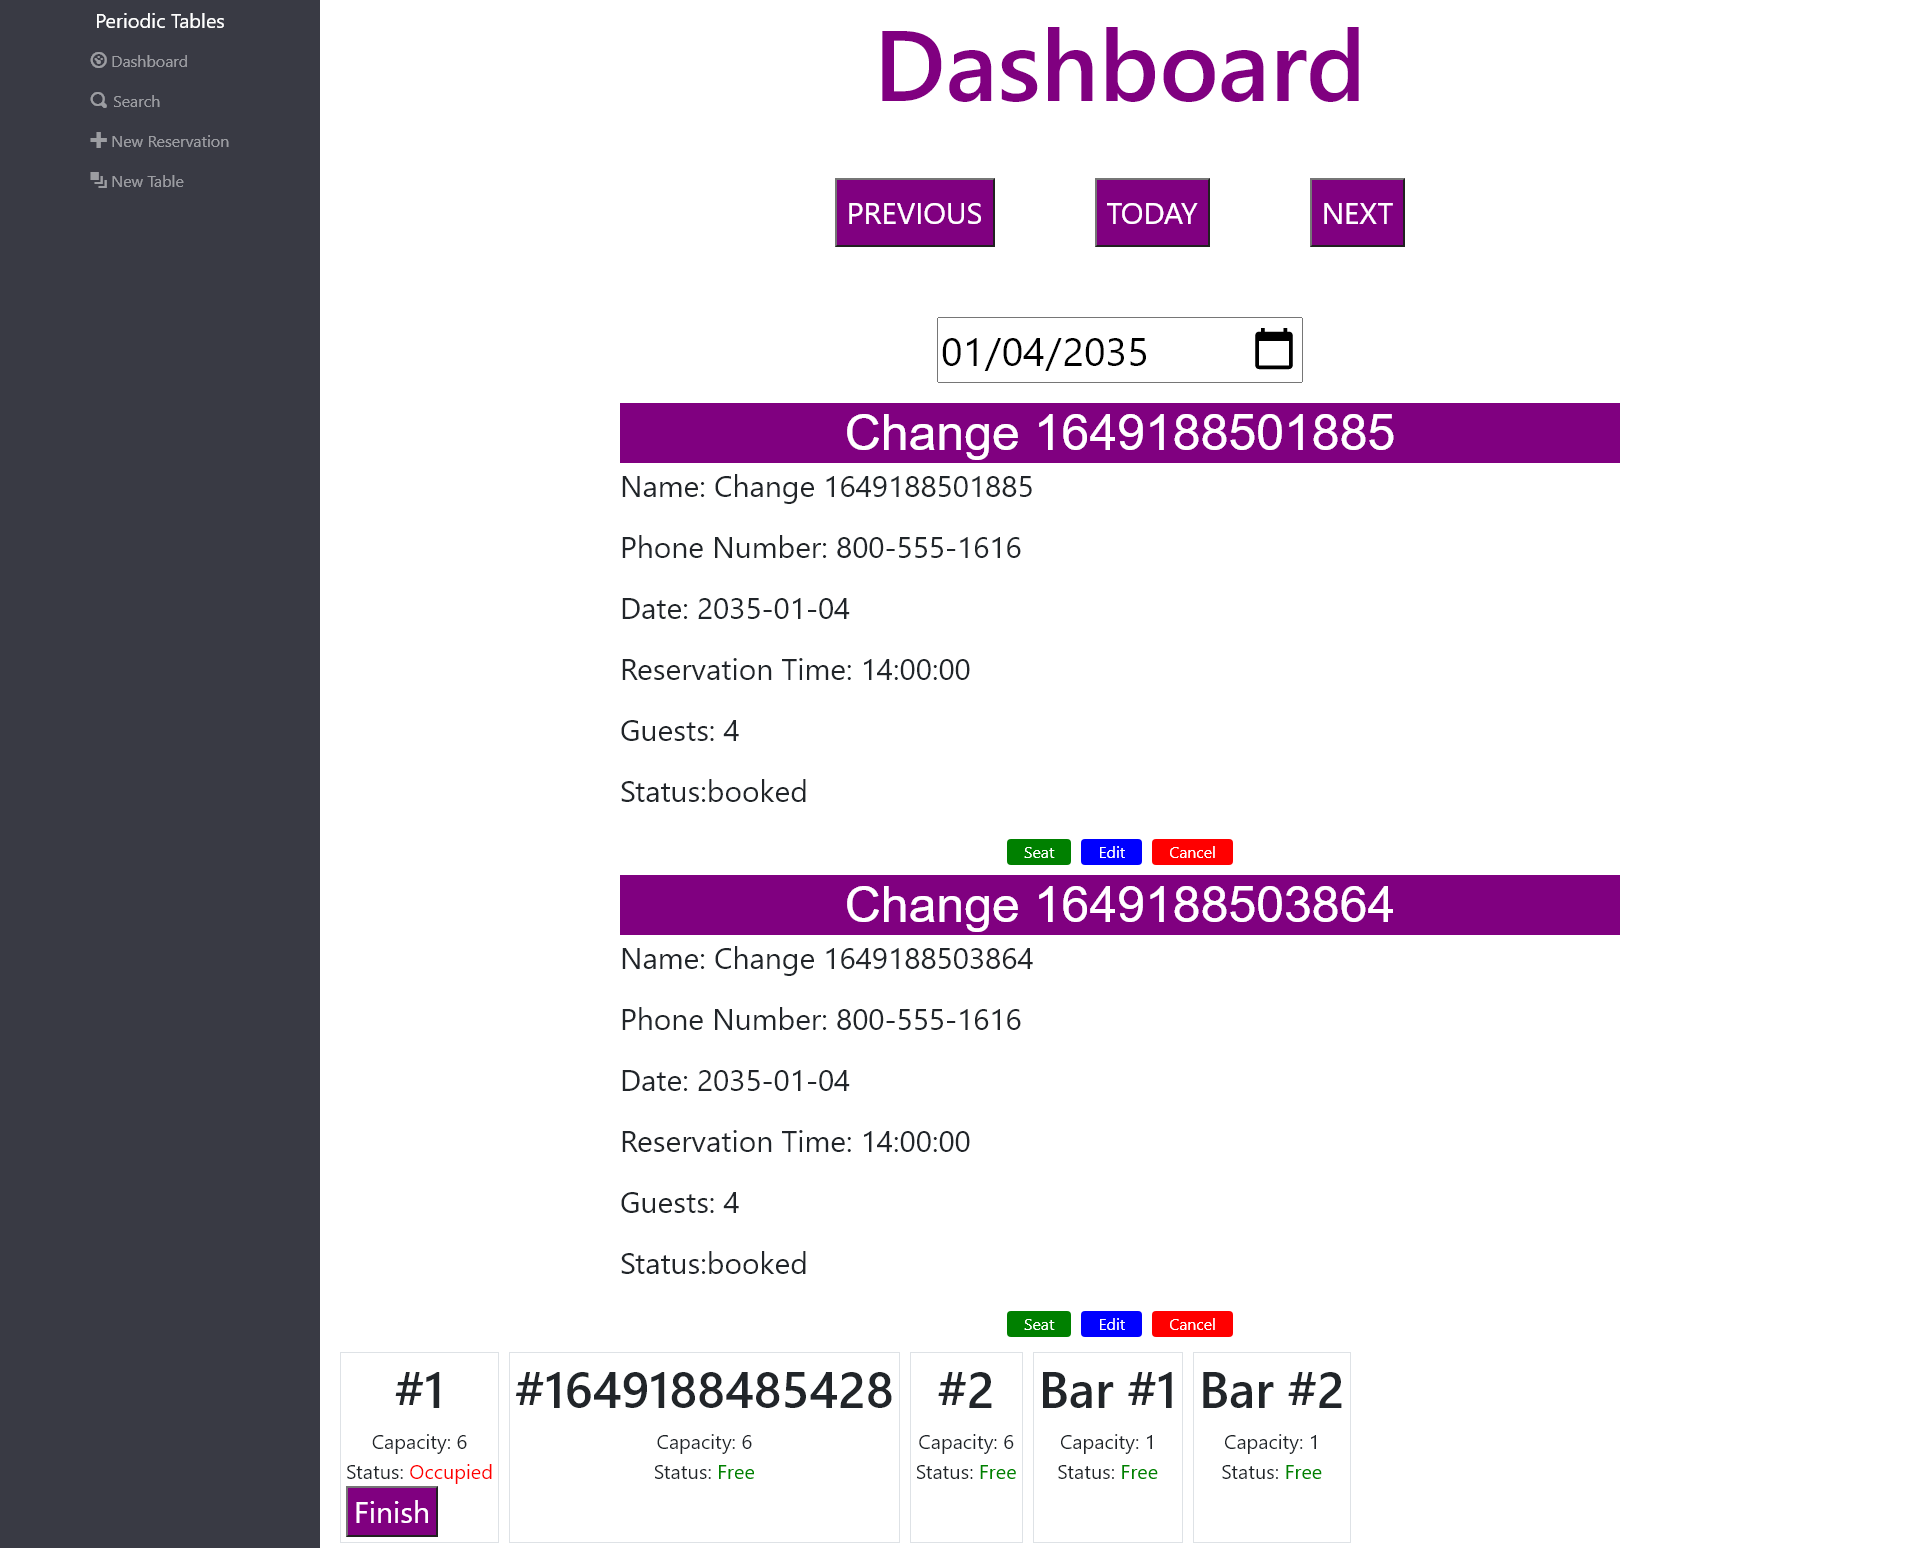 Periodic Tables
Dashboard
Search
New Reservation
New Table
Dashboard
PREVIOUS TODAY NEXT
01/04/2035
Change 1649188501885
Name: Change 1649188501885
Phone Number: 800-555-1616
Date: 2035-01-04
Reservation Time: 14:00:00
Guests: 4
Status:booked
Seat Edit Cancel
Change 1649188503864
Name: Change 1649188503864
Phone Number: 800-555-1616
Date: 2035-01-04
Reservation Time: 14:00:00
Guests: 4
Status:booked
Seat Edit Cancel
#1
Capacity: 6
Status: Occupied
Finish
#1649188485428
Capacity: 6
Status: Free
#2
Capacity: 6
Status: Free
Bar #1
Capacity: 1
Status: Free
Bar #2
Capacity: 1
Status: Free